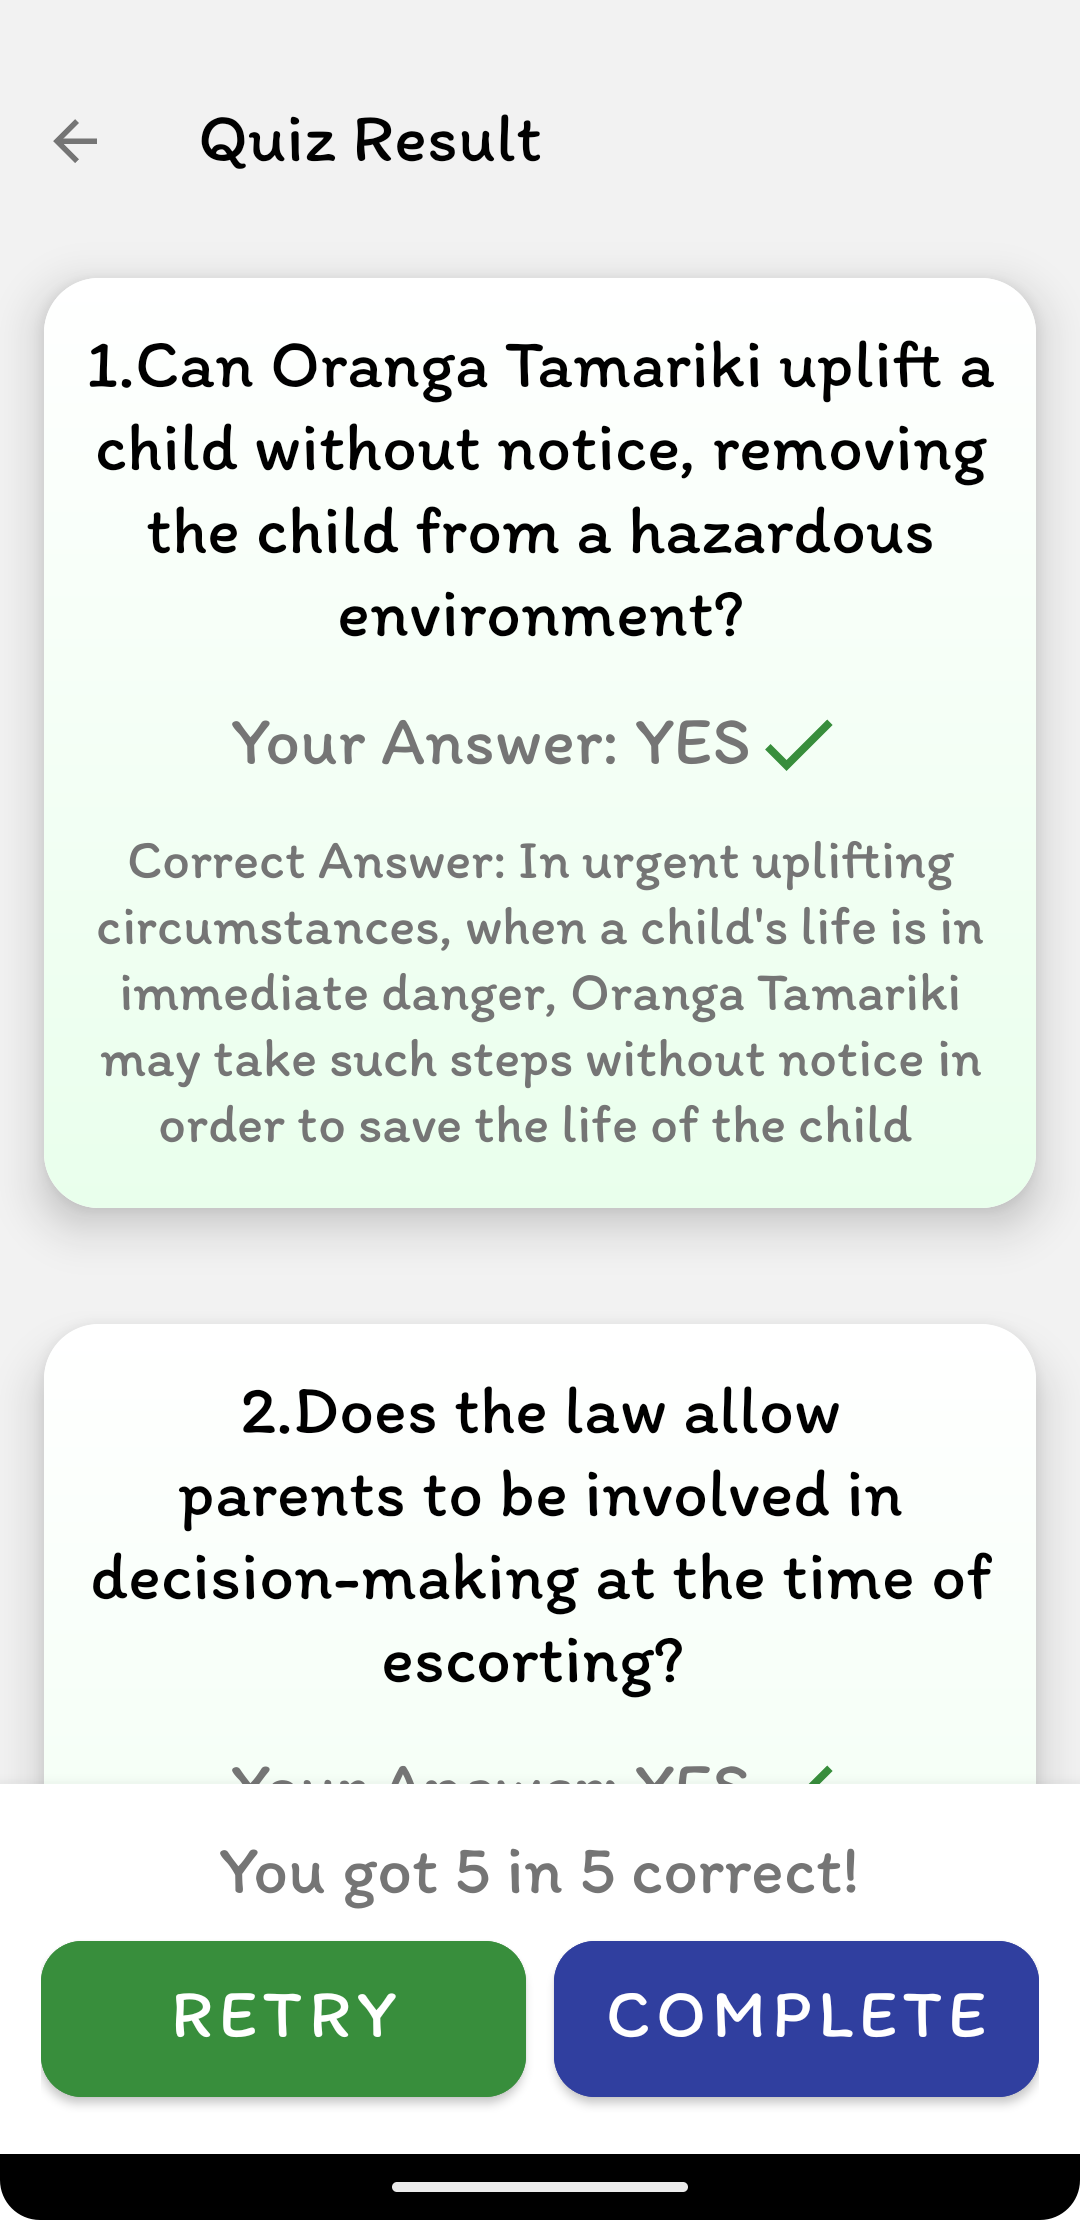 Quiz Result
1.Can Oranga Tamariki uplift a
child without notice, removing
the child from a hazardous
environment?
Your Answer: YES
Correct Answer: In urgent uplifting
circumstances, when a child's life is in
immediate danger, Oranga Tamariki
may take such steps without notice in
order to save the life of the child
2.Does the law allow
parents to be involved in
decision-making at the time of
escorting?
Your Answer: YES
You got 5 in 5 correct!
RETRY
COMPLETE